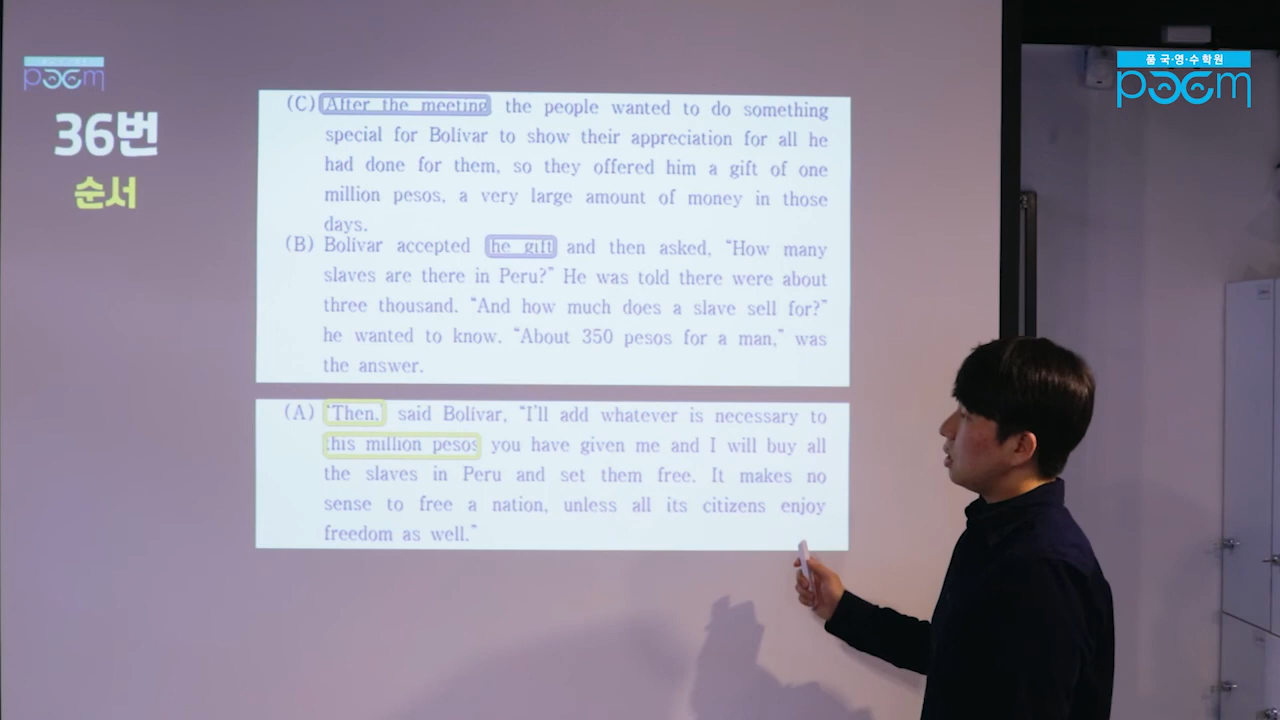 poem
36번
순서
(C) After the meeting the people wanted to do something
special for Bolívar to show their appreciation for all he
had done for them, so they offered him a gift of one
million pesos, a very large amount of money in those
days.
(B) Bolívar accepted he gift and then asked, “How many
slaves are there in Peru?” He was told there were about
three thousand. “And how much does a slave sell for?”
he wanted to know. “About 350 pesos for a man,” was
the answer.
(A) “Then,” said Bolívar, “I’ll add whatever is necessary to
this million pesos you have given me and I will buy all
the slaves in Peru and set them free. It makes no
sense to free a nation, unless all its citizens enjoy
freedom as well.”
품 국·영·수학원
poem